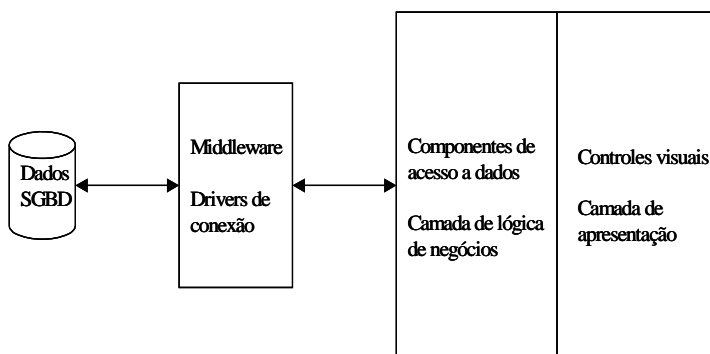 Dados
SGBD
Middleware
Drivers de
conexão
Componentes de
acesso a dados
Camada de lógica
de negócios
Controles visuais
Camada de
apresentação